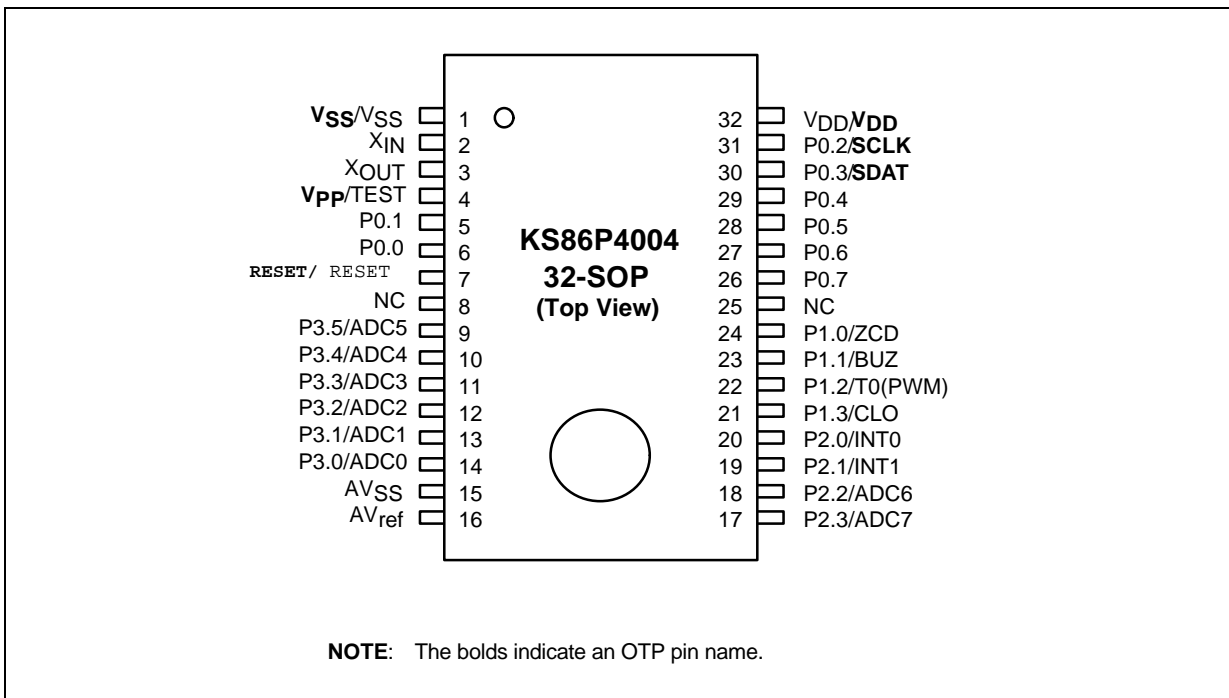 VSS/VSS 1
XIN 2
XOUT 3
VPP/TEST 4
P0.1 5
P0.0 6
RESET/ RESET 7
NC 8
P3.5/ADC5 9
P3.4/ADC4 10
P3.3/ADC3 11
P3.2/ADC2 12
P3.1/ADC1 13
P3.0/ADC0 14
AVSS 15
AVref 16
KS86P4004
32-SOP
(Top View)
32 VDD/VDD
31 P0.2/SCLK
30 P0.3/SDAT
29 P0.4
28 P0.5
27 P0.6
26 P0.7
25 NC
24 P1.0/ZCD
23 P1.1/BUZ
22 P1.2/T0(PWM)
21 P1.3/CLO
20 P2.0/INT0
19 P2.1/INT1
18 P2.2/ADC6
17 P2.3/ADC7
NOTE: The bolds indicate an OTP pin name.